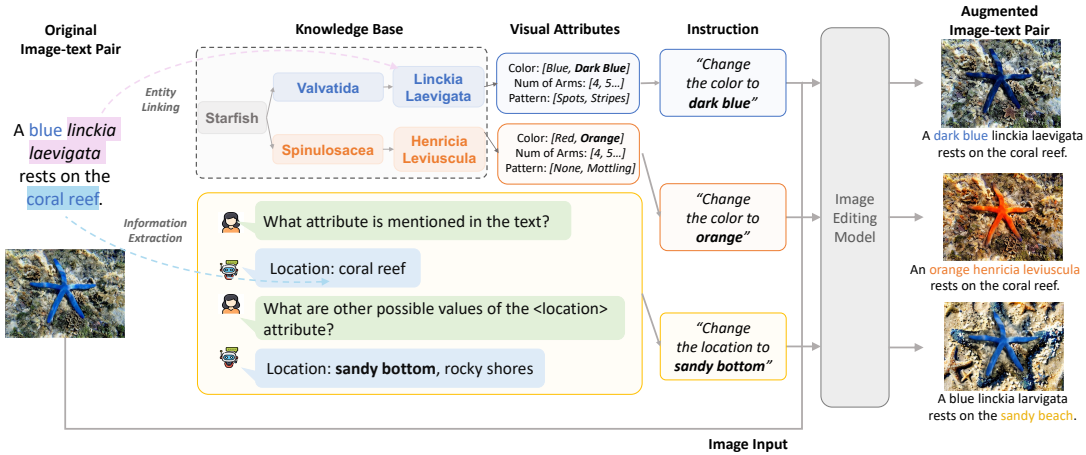 Original
Image-text Pair
Knowledge Base
Visual Attributes
Instruction
Augmented
Image-text Pair
A blue linckia
laevigata
rests on the
coral reef.
Entity
Linking
Information
Extraction
Starfish
Valvatida
Linckia
Laevigata
Spinulosacea
Henricia
Leviuscula
Color: [Blue, Dark Blue]
Num of Arms: [4, 5...]
Pattern: [Spots, Stripes]
Color: [Red, Orange]
Num of Arms: [4, 5...]
Pattern: [None, Mottling]
What attribute is mentioned in the text?
Location: coral reef
What are other possible values of the <location>
attribute?
Location: sandy bottom, rocky shores
“Change
the color to
dark blue”
“Change
the color to
orange”
“Change
the location to
sandy bottom”
Image
Editing
Model
A dark blue linckia laevigata
rests on the coral reef.
An orange henricia leviuscula
rests on the coral reef.
A blue linckia larvigata
rests on the sandy beach.
Image Input